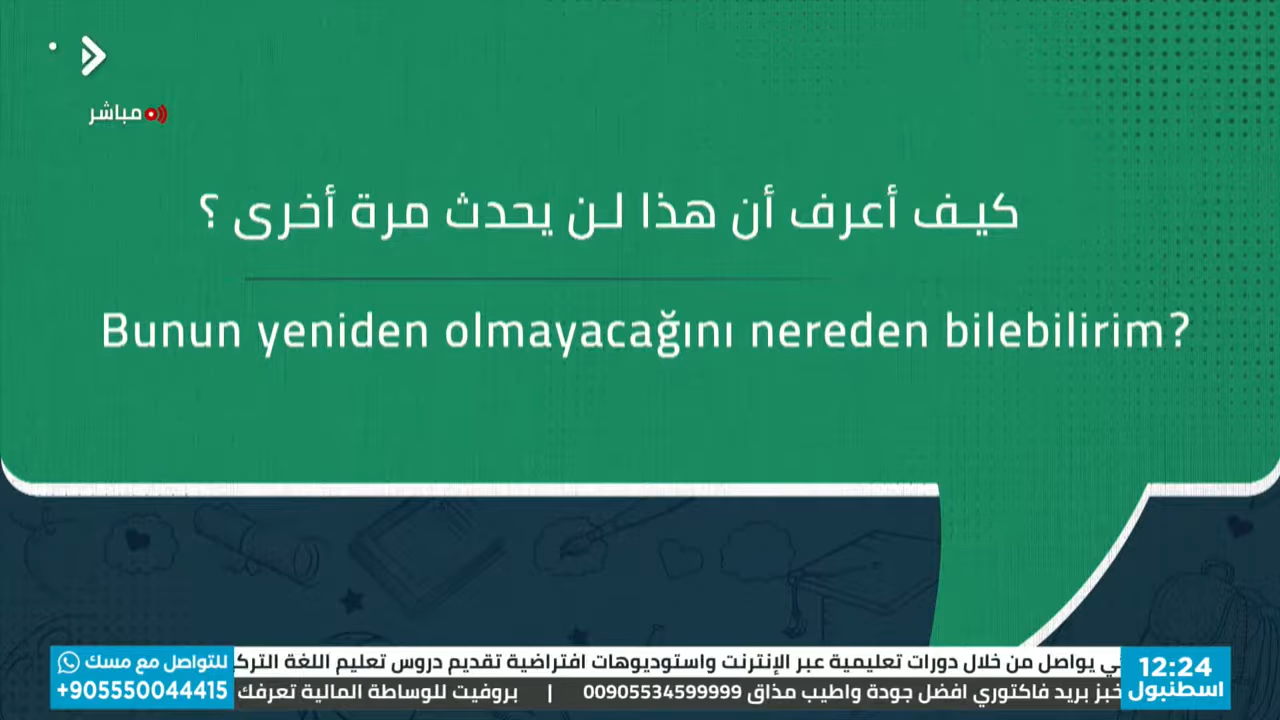 مباشر
كيف أعرف أن هذا لن يحدث مرة أخرى ؟
Bunun yeniden olmayacağını nereden bilebilirim?
للتواصل مع مسك
+905550044415
يواصل من خلال دورات تعليمية عبر الإنترنت واستوديوهات افتراضية تقديم دروس تعليم اللغة
خبز بريد فاكتوري افضل جودة واطيب مذاق 00905534599999 | بروفيت للوساطة المالية تعرفك
12:24
اسطنبول